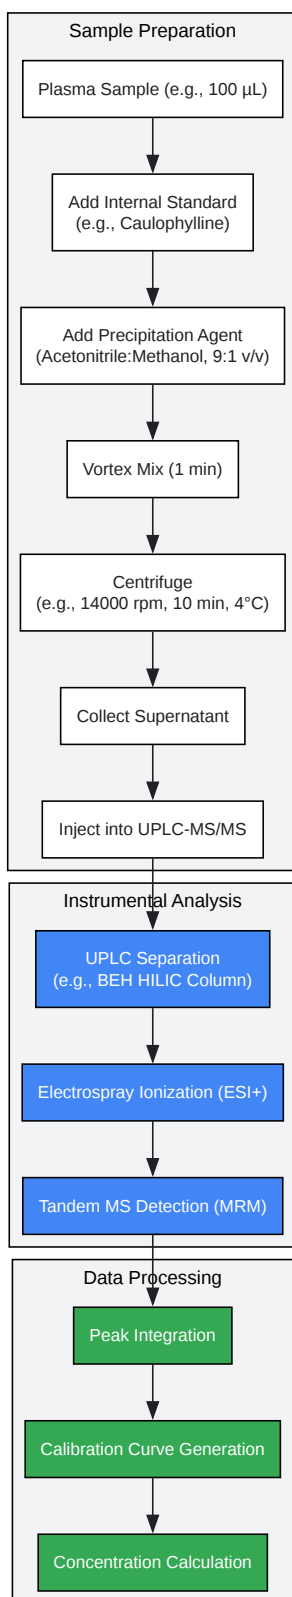 Sample Preparation
Plasma Sample (e.g., 100 µL)
Add Internal Standard
(e.g., Caulophylline)
Add Precipitation Agent
(Acetonitrile:Methanol, 9:1 v/v)
Vortex Mix (1 min)
Centrifuge
(e.g., 14000 rpm, 10 min, 4°C)
Collect Supernatant
Inject into UPLC-MS/MS
Instrumental Analysis
UPLC Separation
(e.g., BEH HILIC Column)
Electrospray Ionization (ESI+)
Tandem MS Detection (MRM)
Data Processing
Peak Integration
Calibration Curve Generation
Concentration Calculation